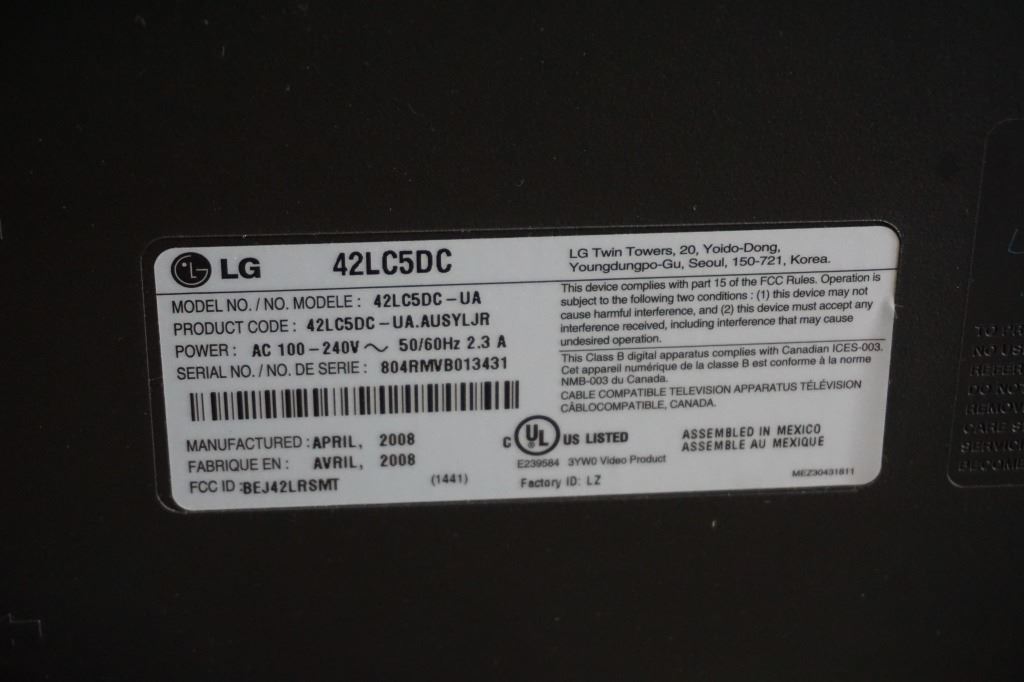 LG 42LC5DC
LG Twin Towers, 20, Yoido-Dong,
Youngdungpo-Gu, Seoul, 150-721, Korea.
MODEL NO. / NO. MODELE : 42LC5DC-UA
PRODUCT CODE : 42LC5DC-UA.AUSYLJR
POWER : AC 100-240V ~ 50/60Hz 2.3 A
SERIAL NO. / NO. DE SERIE : 804RMVB013431
This device complies with part 15 of the FCC Rules. Operation is
subject to the following two conditions : (1) this device may not
cause harmful interference, and (2) this device must accept any
interference received, including interference that may cause
undesired operation.
This Class B digital apparatus complies with Canadian ICES-003.
Cet appareil numérique de la classe B est conforme à la norme
NMB-003 du Canada.
CABLE COMPATIBLE TELEVISION APPARATUS TÉLÉVISION
CÂBLOCOMPATIBLE, CANADA.
MANUFACTURED : APRIL, 2008
FABRIQUE EN : AVRIL, 2008
FCC ID : BEJ42LRSMT (1441)
C UL US LISTED
E239584 3YW0 Video Product
Factory ID: LZ
ASSEMBLED IN MEXICO
ASSEMBLE AU MEXIQUE
MEZ30431811
NO
DO NOT